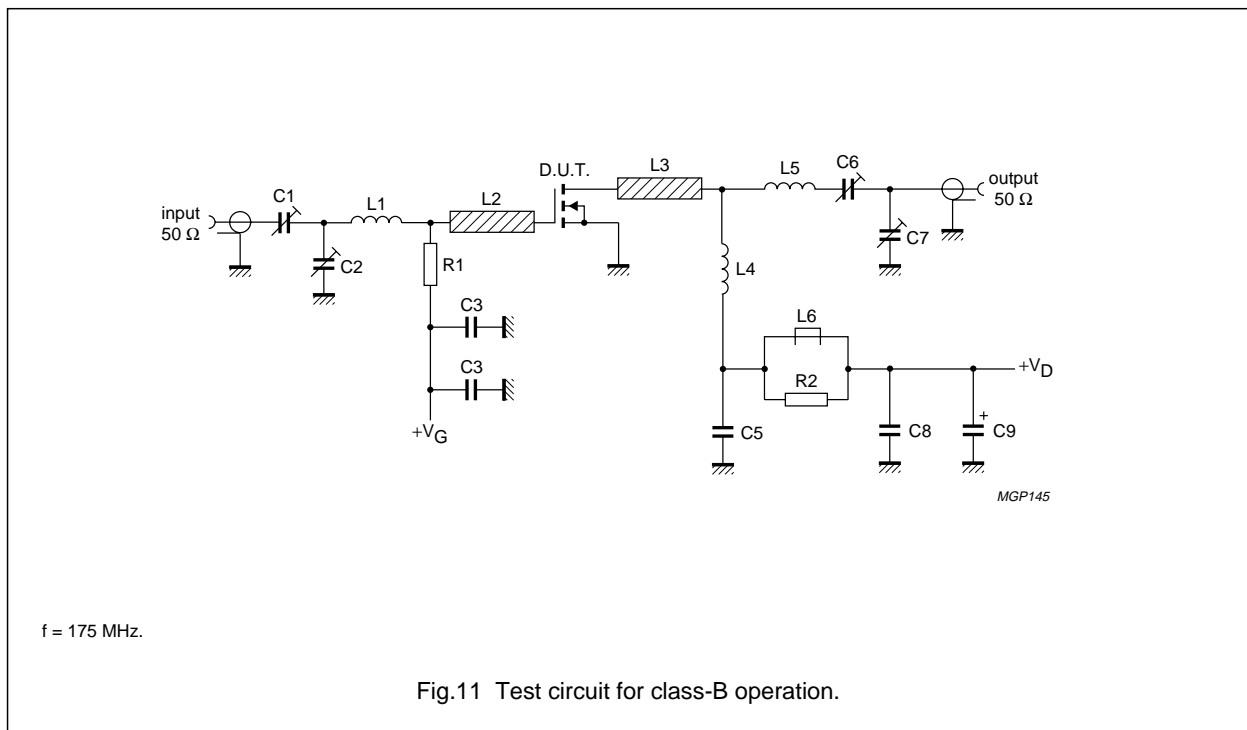 D.U.T.
L3
L5
C6
output
50 Ω
C1
L1
L2
input
50 Ω
C2
R1
C7
L4
C3
L6
C3
R2
+VD
+VG
C5
C8
+
C9
MGP145
f = 175 MHz.
Fig.11 Test circuit for class-B operation.